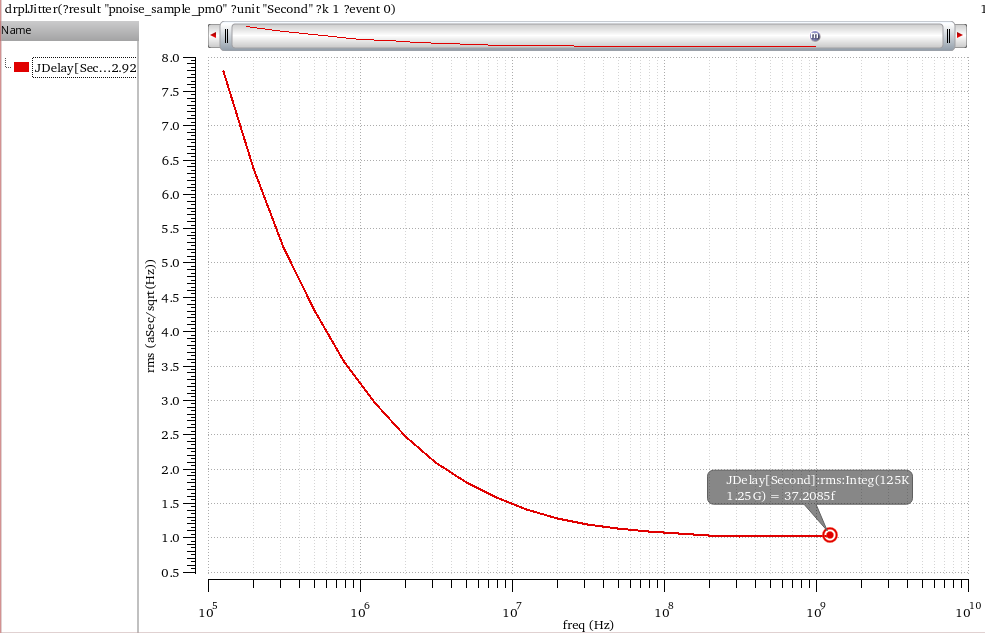 drplJitter(?result "pnoise_sample_pm0" ?unit "Second" ?k 1 ?event 0)
1
Name
JDelay[Sec...2.92
m
8.0
7.5
7.0
6.5
6.0
5.5
5.0
4.5
4.0
3.5
3.0
2.5
2.0
1.5
1.0
0.5
rms (aSec/sqrt(Hz))
JDelay[Second]:rms:Integ(125K
1.25G) = 37.2085f
10^5 10^6 10^7 10^8 10^9 10^10
freq (Hz)